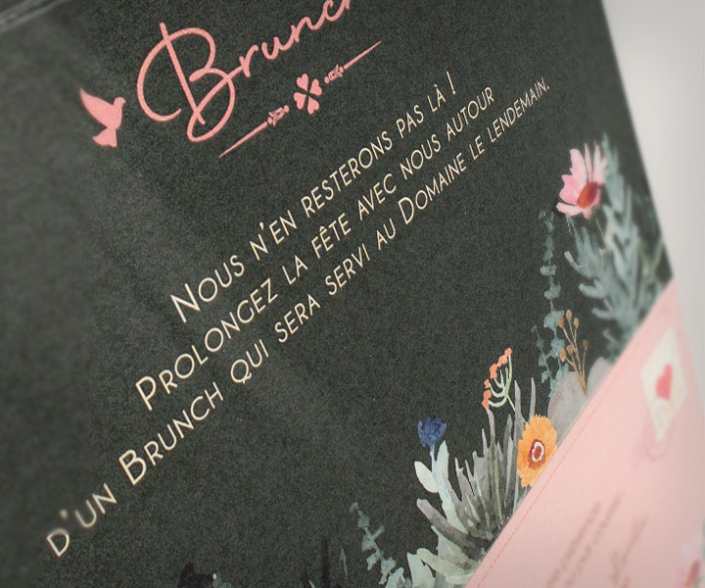 Brunch
NOUS N'EN RESTERONS PAS LÀ !
PROLONGEZ LA FÊTE AVEC NOUS AUTOUR
D'UN BRUNCH QUI SERA SERVI AU DOMAINE LE LENDEMAIN.